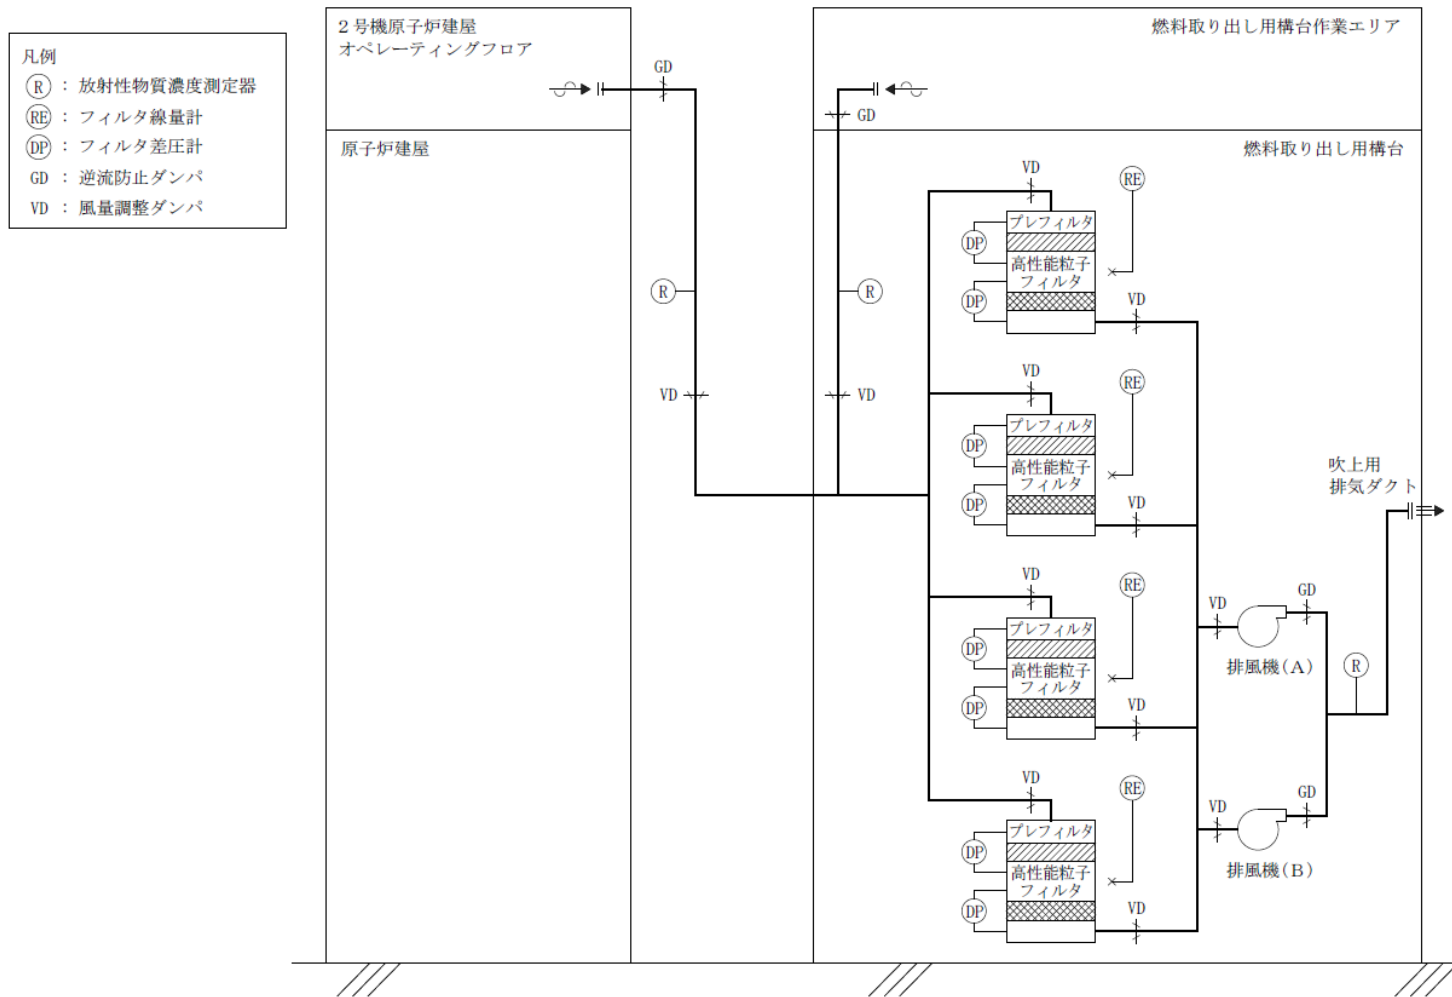 凡例
R : 放射性物質濃度測定器
RE : フィルタ線量計
DP : フィルタ差圧計
GD : 逆流防止ダンパ
VD : 風量調整ダンパ
2号機原子炉建屋
オペレーティングフロア
原子炉建屋
燃料取り出し用構台作業エリア
燃料取り出し用構台
GD
GD
R
R
VD
VD
VD
RE
プレフィルタ
DP
高性能粒子
フィルタ
DP
VD
VD
RE
プレフィルタ
DP
高性能粒子
フィルタ
DP
VD
VD
RE
プレフィルタ
DP
高性能粒子
フィルタ
DP
VD
VD
RE
プレフィルタ
DP
高性能粒子
フィルタ
DP
VD
VD
GD
排風機(A)
VD
GD
排風機(B)
R
吹上用
排気ダクト